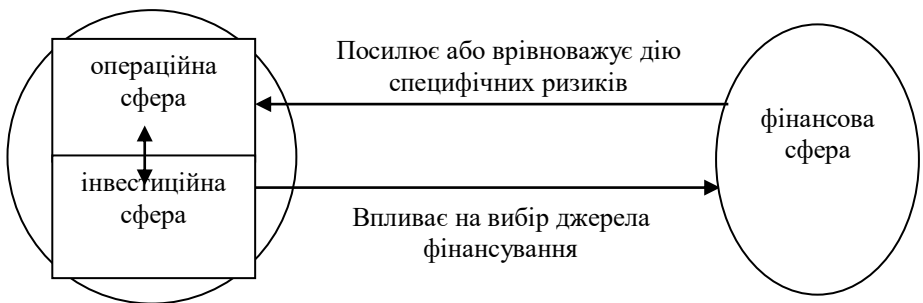 операційна
сфера
інвестиційна
сфера
Посилює або врівноважує дію
специфічних ризиків
Впливає на вибір джерела
фінансування
фінансова
сфера